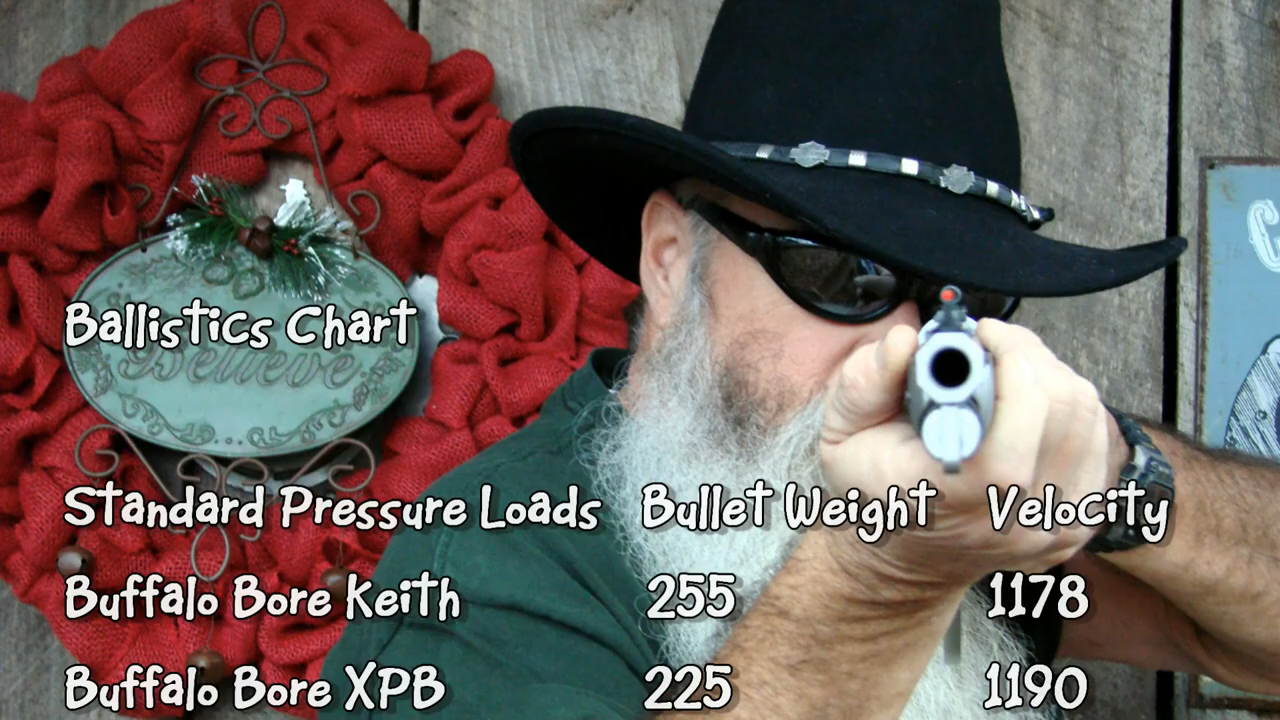 Ballistics Chart
Believe
Standard Pressure Loads Bullet Weight Velocity
Buffalo Bore Keith 255 1178
Buffalo Bore XPB 225 1190